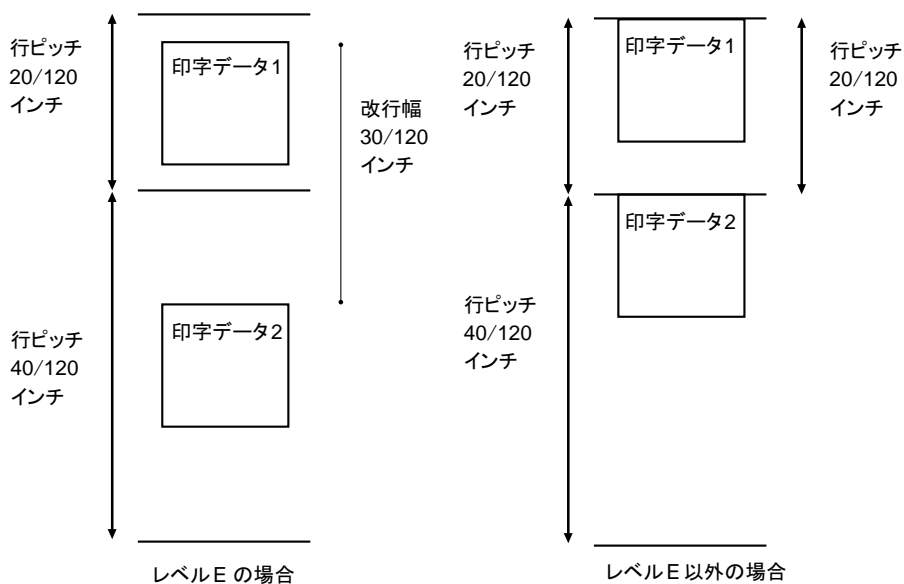 行ピッチ
20/120
インチ
印字データ1
改行幅
30/120
インチ
行ピッチ
40/120
インチ
印字データ2
レベルE の場合
行ピッチ
20/120
インチ
印字データ1
行ピッチ
20/120
インチ
行ピッチ
40/120
インチ
印字データ2
レベルE以外の場合